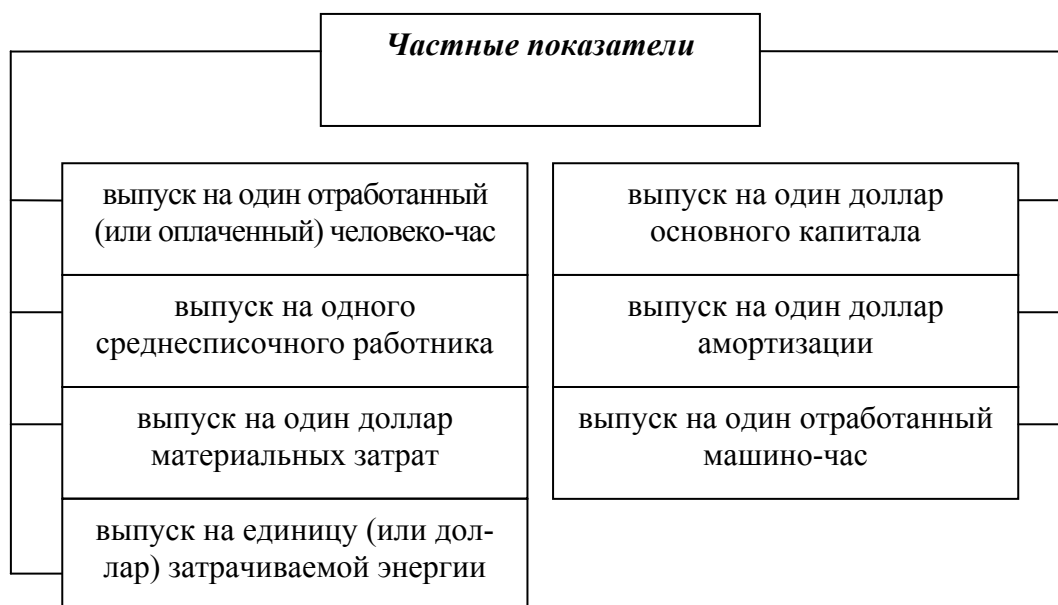 Частные показатели
выпуск на один отработанный
(или оплаченный) человеко-час
выпуск на одного
среднесписочного работника
выпуск на один доллар
материальных затрат
выпуск на единицу (или дол-
лар) затрачиваемой энергии
выпуск на один доллар
основного капитала
выпуск на один доллар
амортизации
выпуск на один отработанный
машино-час